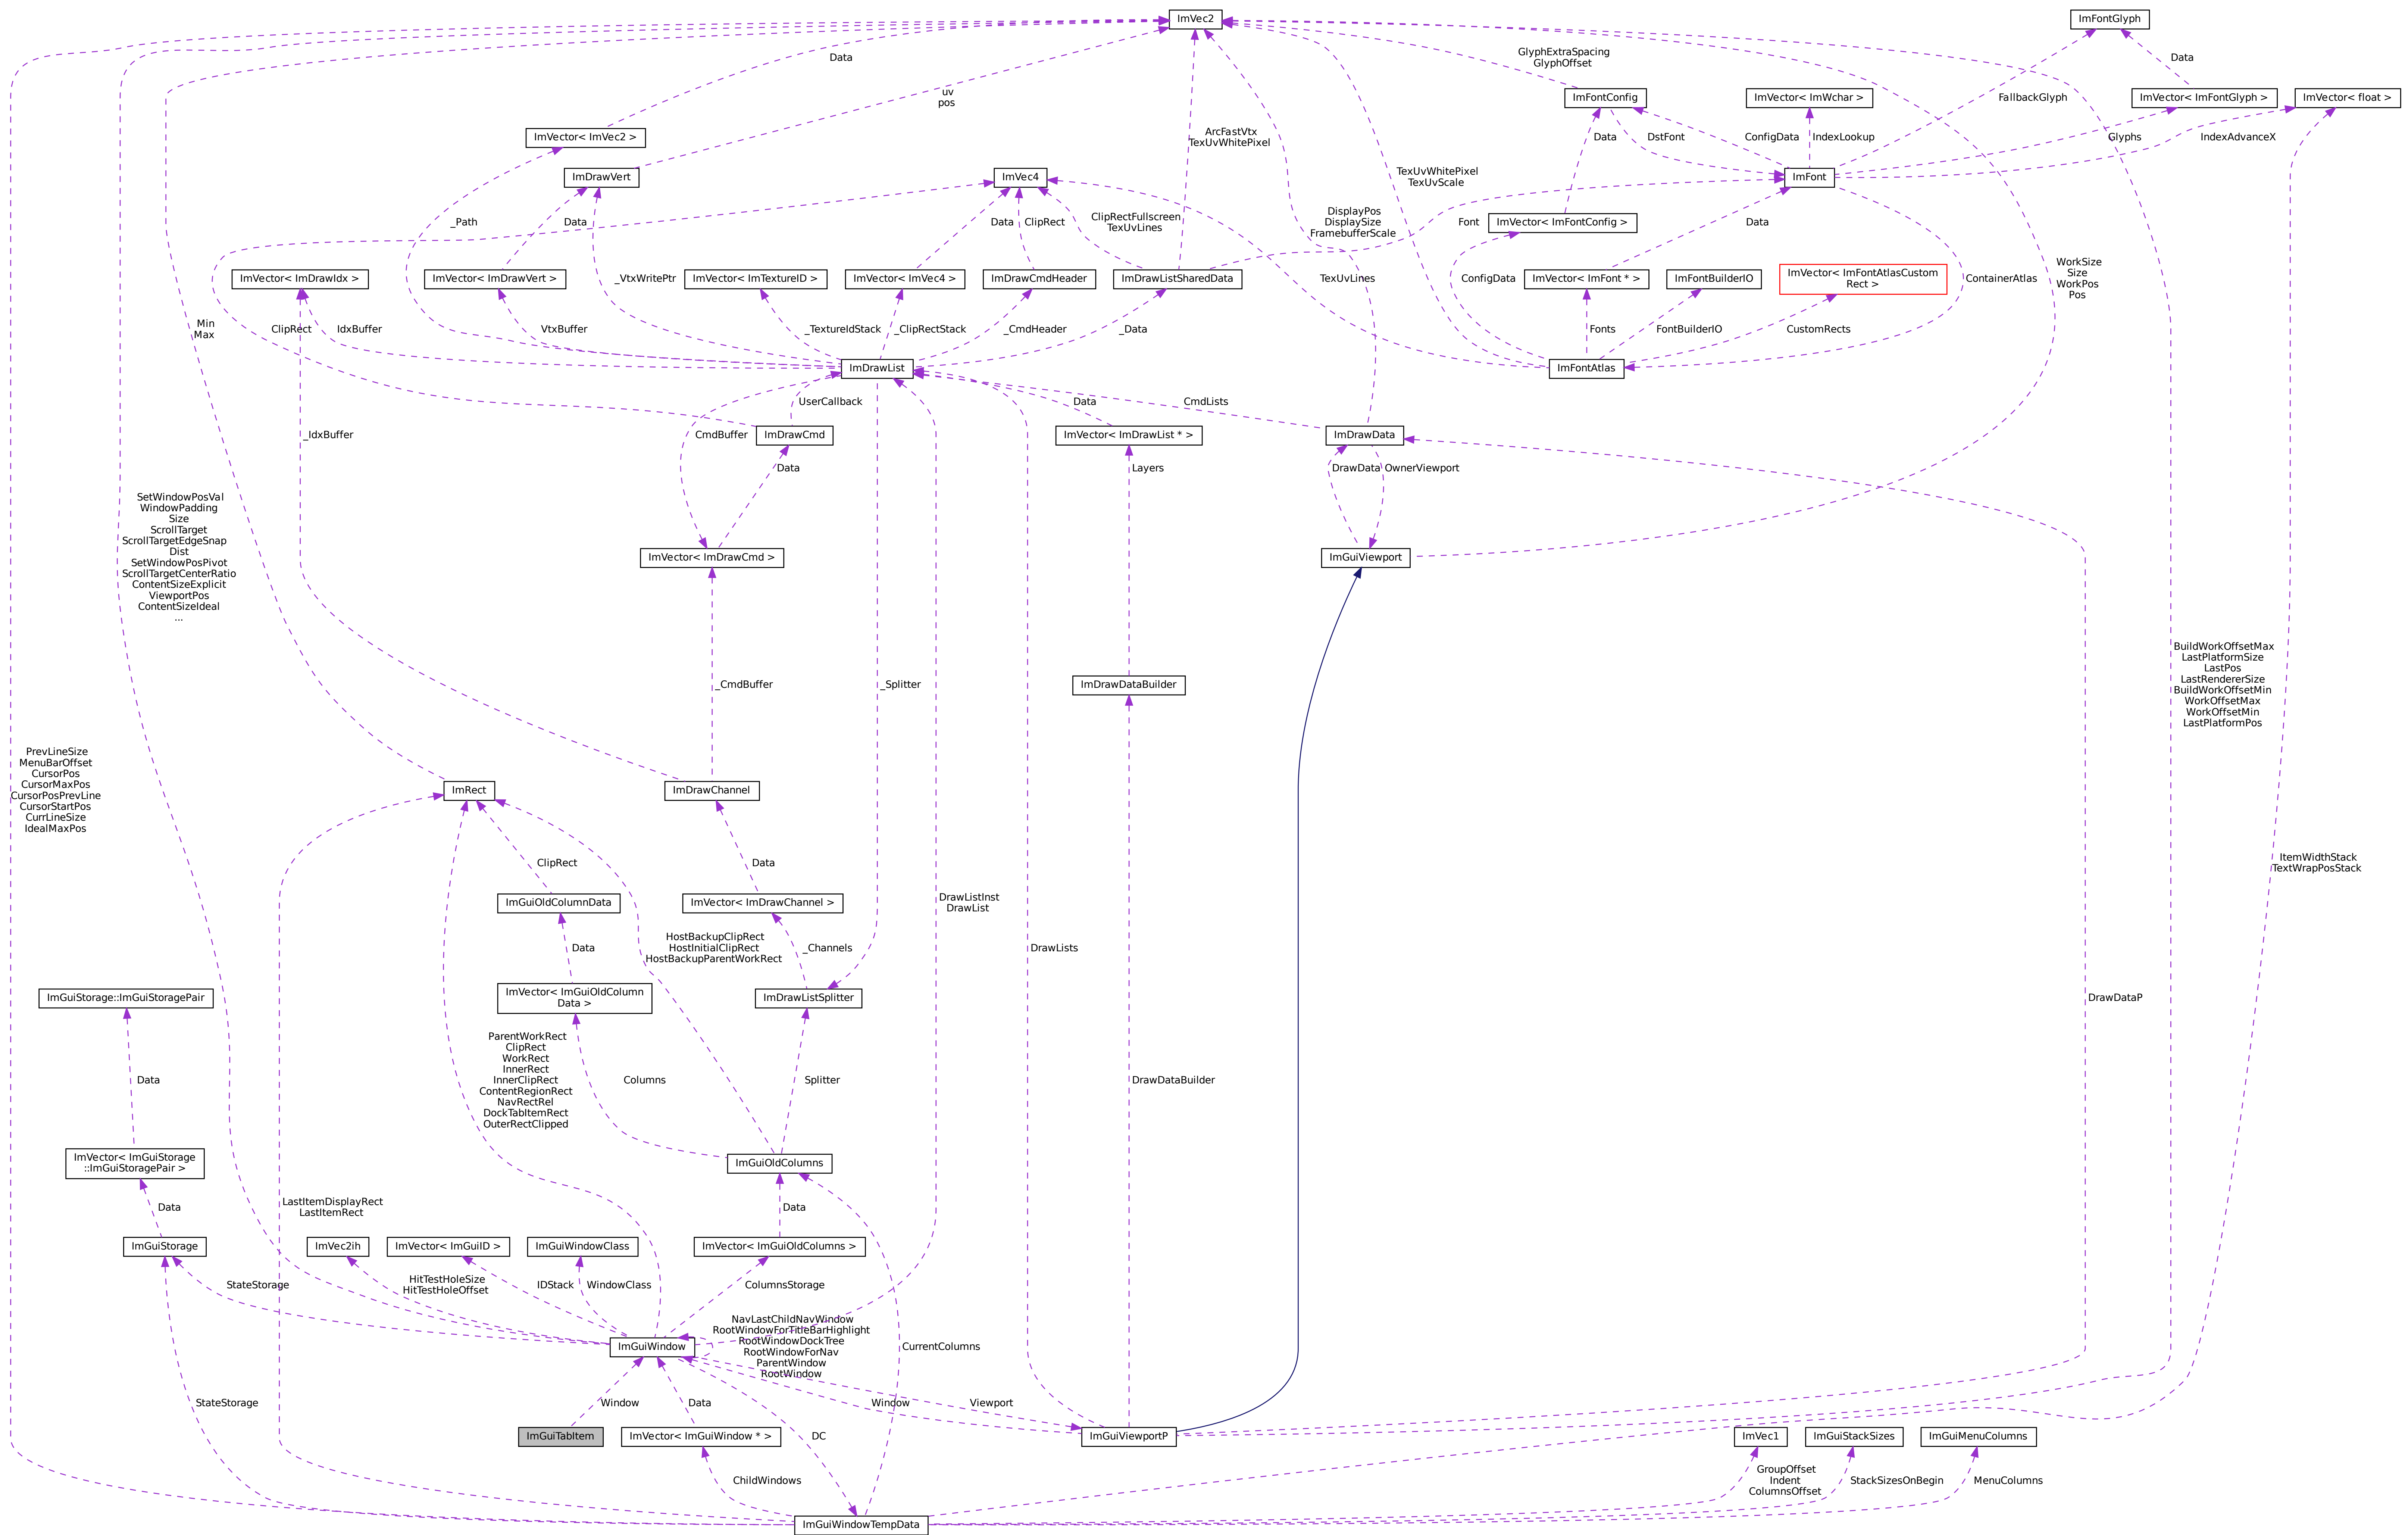 ImVec2
ImFontGlyph
GlyphExtraSpacing
GlyphOffset
Data
Data
uv
pos
ImFontConfig
ImVector< ImWchar >
FallbackGlyph
ImVector< ImFontGlyph >
ImVector< float >
ImVector< ImVec2 >
ArcFastVtx
TexUvWhitePixel
Data
DstFont
ConfigData
IndexLookup
Glyphs
IndexAdvanceX
ImDrawVert
ImVec4
TexUvWhitePixel
TexUvScale
ImFont
_Path
Data
Data
ClipRect
ClipRectFullscreen
TexUvLines
DisplayPos
DisplaySize
FramebufferScale
Font
ImVector< ImFontConfig >
Data
ImVector< ImDrawIdx >
ImVector< ImDrawVert >
_VtxWritePtr
ImVector< ImTextureID >
ImVector< ImVec4 >
ImDrawCmdHeader
ImDrawListSharedData
TexUvLines
ConfigData
ImVector< ImFont * >
ImFontBuilderIO
ImVector< ImFontAtlasCustom
Rect >
ContainerAtlas
WorkSize
Size
WorkPos
Pos
Min
Max
ClipRect
IdxBuffer
VtxBuffer
_TextureIdStack
_ClipRectStack
_CmdHeader
_Data
Fonts
FontBuilderIO
CustomRects
ImDrawList
ImFontAtlas
UserCallback
Data
CmdLists
_IdxBuffer
CmdBuffer
ImDrawCmd
ImVector< ImDrawList * >
ImDrawData
Data
Layers
DrawData
OwnerViewport
SetWindowPosVal
WindowPadding
Size
ScrollTarget
ScrollTargetEdgeSnap
Dist
SetWindowPosPivot
ScrollTargetCenterRatio
ContentSizeExplicit
ViewportPos
ContentSizeIdeal
...
ImVector< ImDrawCmd >
ImGuiViewport
_CmdBuffer
_Splitter
ImDrawDataBuilder
BuildWorkOffsetMax
LastPlatformSize
LastPos
LastRendererSize
BuildWorkOffsetMin
WorkOffsetMax
WorkOffsetMin
LastPlatformPos
PrevLineSize
MenuBarOffset
CursorPos
CursorMaxPos
CursorPosPrevLine
CursorStartPos
CurrLineSize
IdealMaxPos
ImRect
ImDrawChannel
ClipRect
Data
ItemWidthStack
TextWrapPosStack
ImGuiOldColumnData
ImVector< ImDrawChannel >
DrawListInst
DrawList
Data
HostBackupClipRect
HostInitialClipRect
HostBackupParentWorkRect
_Channels
DrawLists
ImGuiStorage::ImGuiStoragePair
ImVector< ImGuiOldColumn
Data >
ImDrawListSplitter
DrawDataP
ParentWorkRect
ClipRect
WorkRect
InnerRect
InnerClipRect
ContentRegionRect
NavRectRel
DockTabItemRect
OuterRectClipped
Data
Columns
Splitter
DrawDataBuilder
ImVector< ImGuiStorage
::ImGuiStoragePair >
ImGuiOldColumns
Data
LastItemDisplayRect
LastItemRect
Data
ImGuiStorage
ImVec2ih
ImVector< ImGuiID >
ImGuiWindowClass
ImVector< ImGuiOldColumns >
StateStorage
HitTestHoleSize
HitTestHoleOffset
IDStack
WindowClass
ColumnsStorage
NavLastChildNavWindow
RootWindowForTitleBarHighlight
RootWindowDockTree
RootWindowForNav
ParentWindow
RootWindow
ImGuiWindow
CurrentColumns
StateStorage
Window
Data
Window
Viewport
DC
ImGuiTabItem
ImVector< ImGuiWindow * >
ImGuiViewportP
ImVec1
ImGuiStackSizes
ImGuiMenuColumns
ChildWindows
GroupOffset
Indent
ColumnsOffset
StackSizesOnBegin
MenuColumns
ImGuiWindowTempData